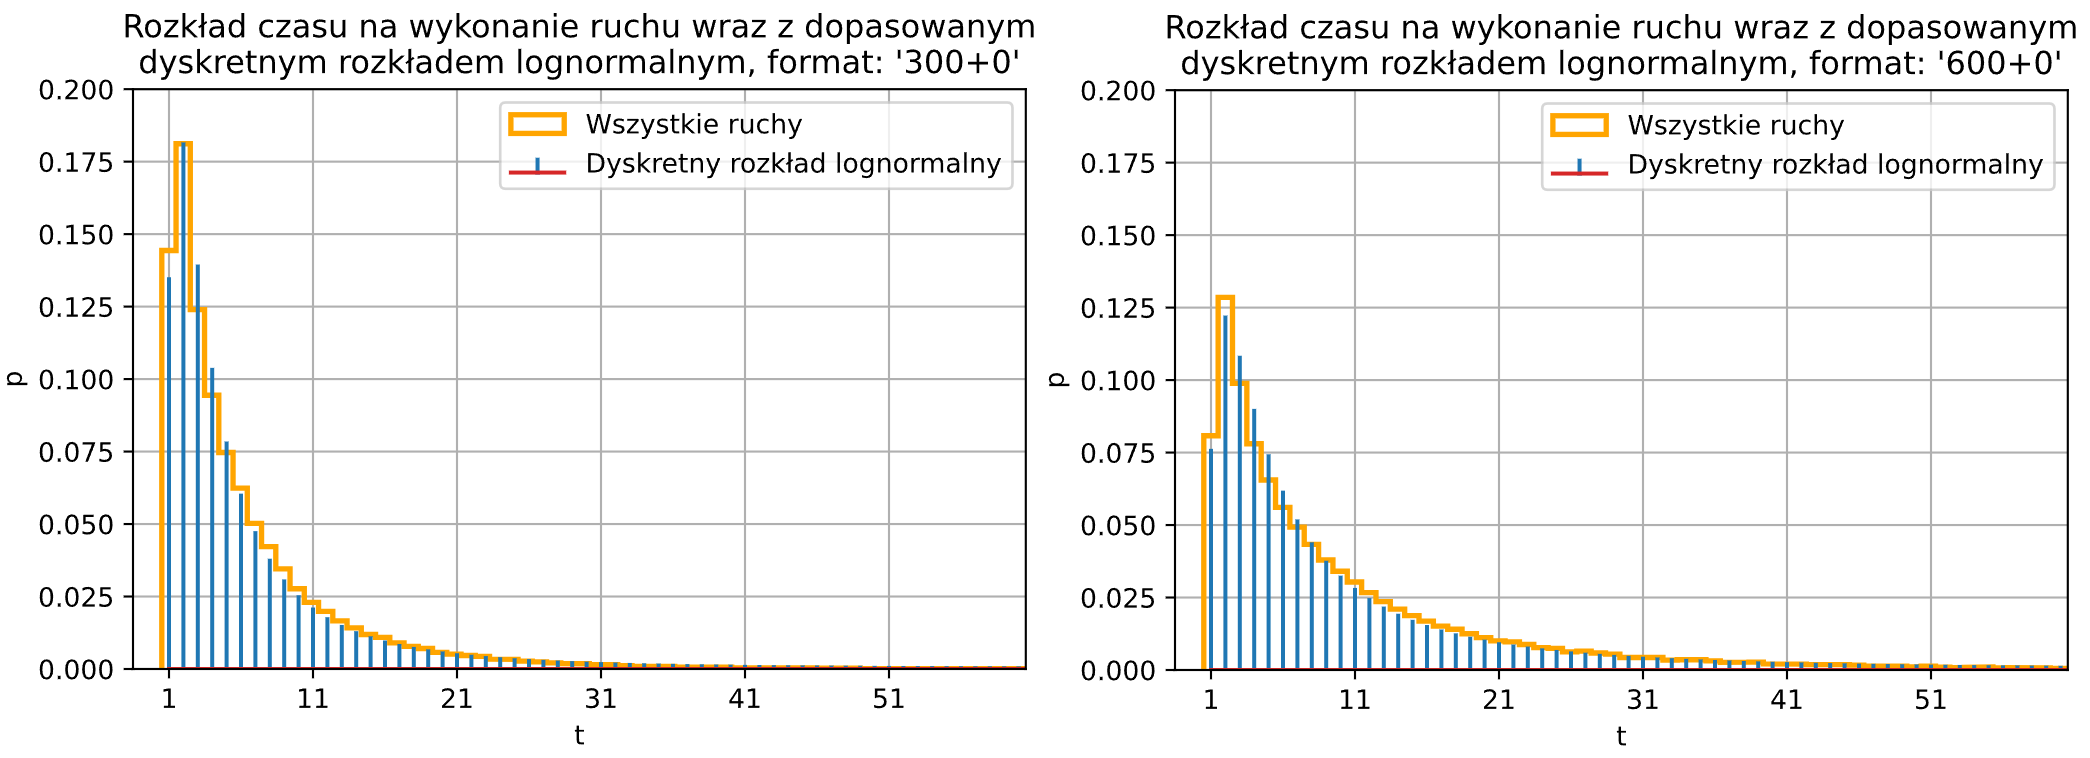 Rozkład czasu na wykonanie ruchu wraz z dopasowanym
dyskretnym rozkładem lognormalnym, format: '300+0'
0.200
0.175
0.150
0.125
0.100
0.075
0.050
0.025
0.000
p
Wszystkie ruchy
Dyskretny rozkład lognormalny
1 11 21 31 41 51
t
Rozkład czasu na wykonanie ruchu wraz z dopasowanym
dyskretnym rozkładem lognormalnym, format: '600+0'
0.200
0.175
0.150
0.125
0.100
0.075
0.050
0.025
0.000
p
Wszystkie ruchy
Dyskretny rozkład lognormalny
1 11 21 31 41 51
t